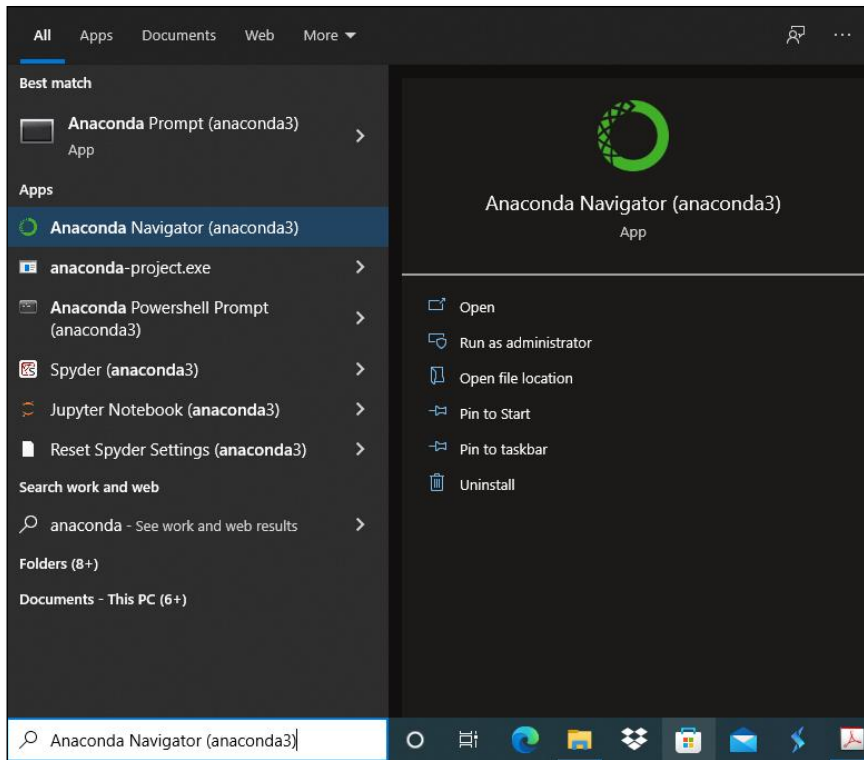 All Apps Documents Web More
Best match
Anaconda Prompt (anaconda3)
App
Apps
Anaconda Navigator (anaconda3)
anaconda-project.exe
Anaconda Powershell Prompt
(anaconda3)
Spyder (anaconda3)
Jupyter Notebook (anaconda3)
Reset Spyder Settings (anaconda3)
Search work and web
anaconda - See work and web results
Folders (8+)
Documents - This PC (6+)
Anaconda Navigator (anaconda3)
App
Open
Run as administrator
Open file location
Pin to Start
Pin to taskbar
Uninstall
Anaconda Navigator (anaconda3)